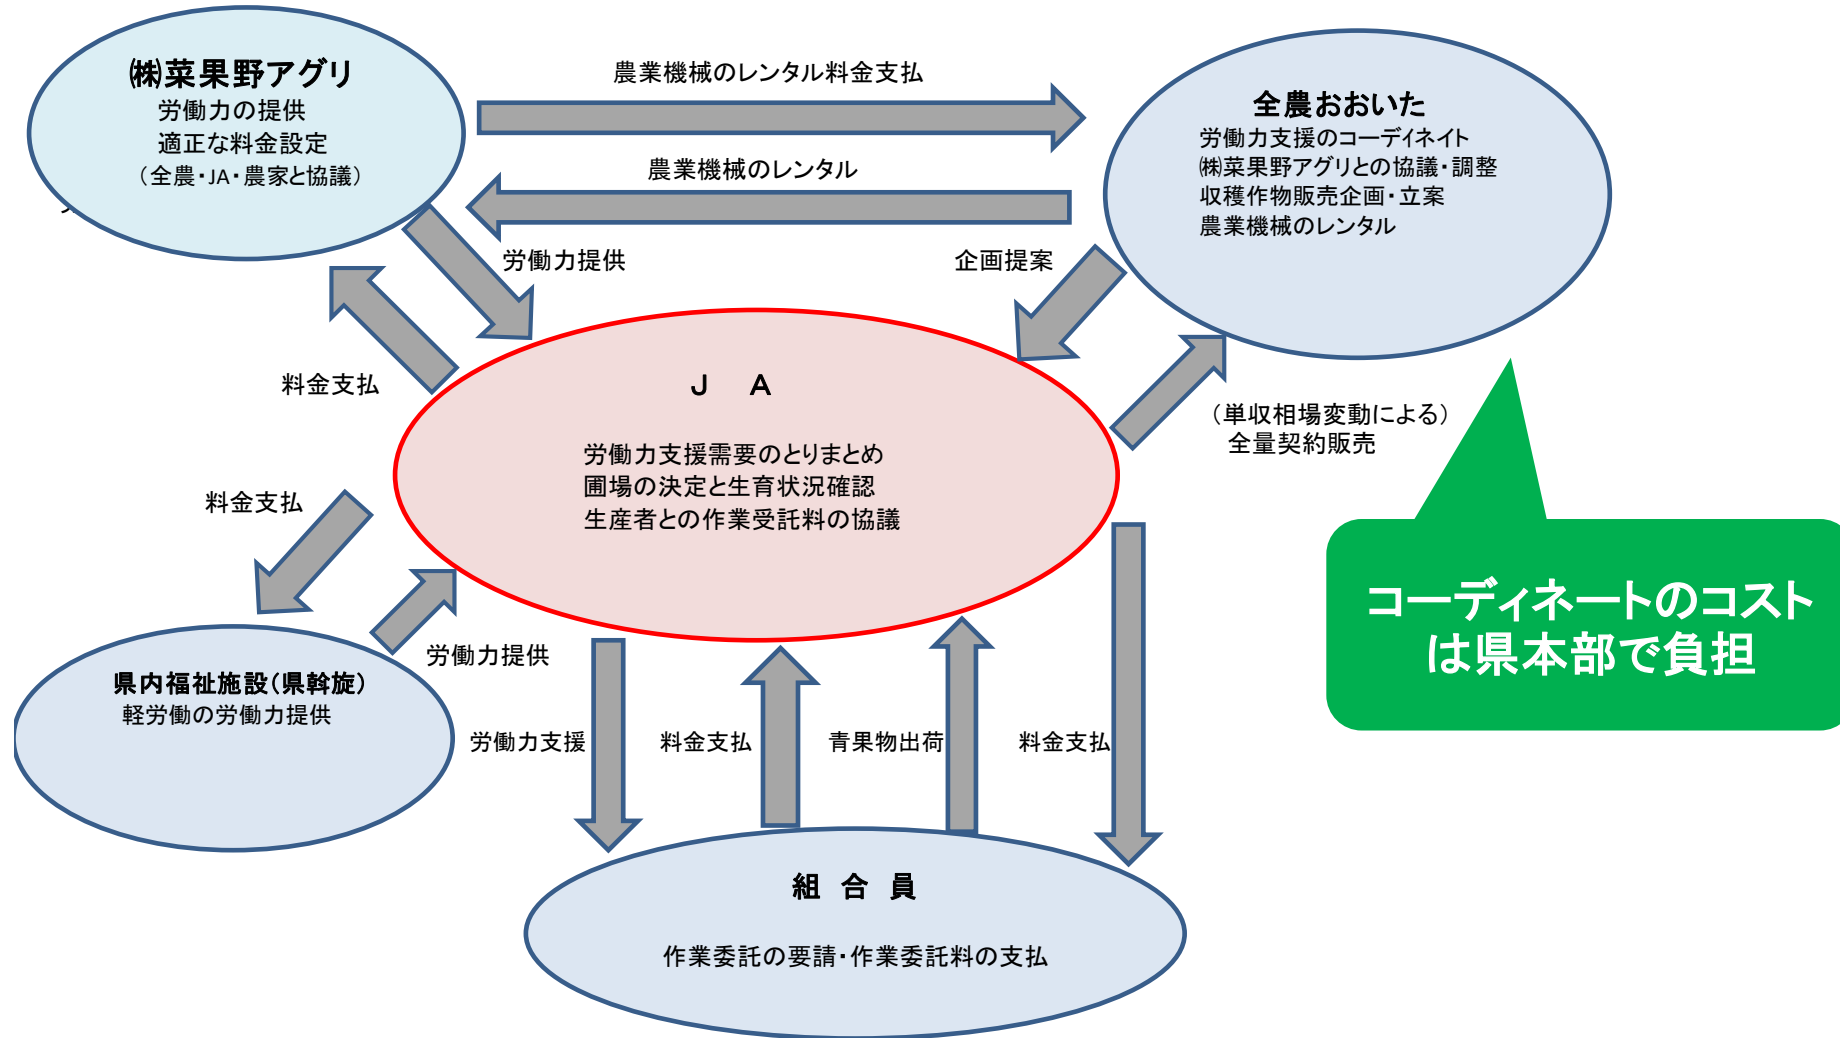 ㈱菜果野アグリ
労働力の提供
適正な料金設定
（全農・JA・農家と協議）
農業機械のレンタル料金支払
農業機械のレンタル
全農おおいた
労働力支援のコーディネイト
㈱菜果野アグリとの協議・調整
収穫作物販売企画・立案
農業機械のレンタル
労働力提供
企画提案
料金支払
Ｊ　Ａ
労働力支援需要のとりまとめ
圃場の決定と生育状況確認
生産者との作業受託料の協議
（単収相場変動による）
全量契約販売
コーディネートのコスト
は県本部で負担
料金支払
労働力提供
県内福祉施設（県斡旋）
軽労働の労働力提供
労働力支援
料金支払
青果物出荷
料金支払
組　合　員
作業委託の要請・作業委託料の支払